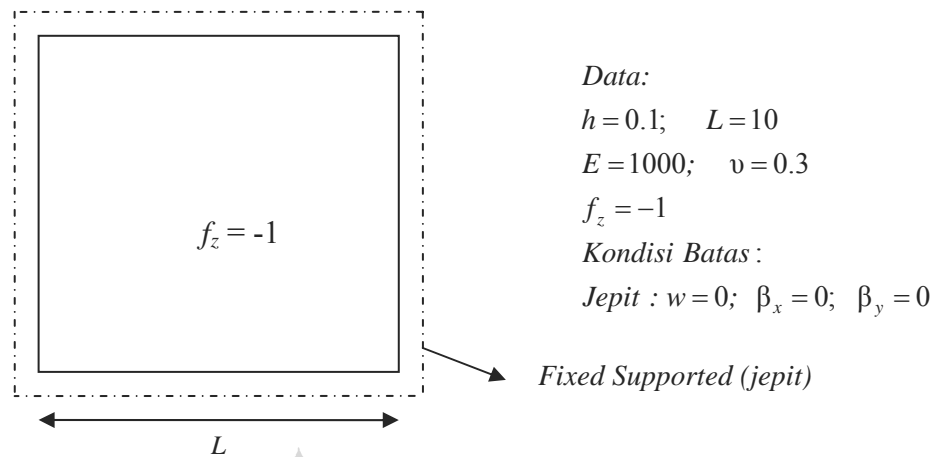 Data:
h = 0.1; L = 10
E = 1000; υ = 0.3
f_z = −1
Kondisi Batas :
Jepit : w = 0; β_x = 0; β_y = 0
f_z = -1
Fixed Supported (jepit)
L